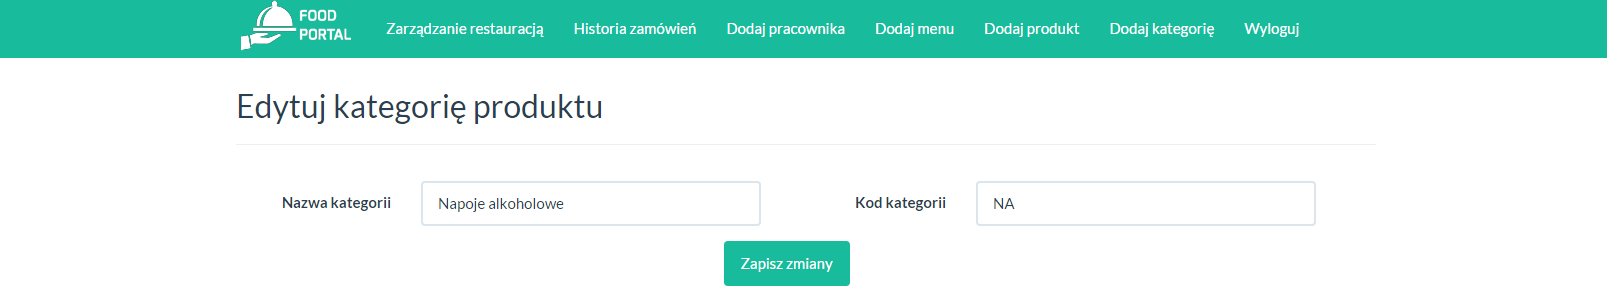 FOOD PORTAL
Zarządzanie restauracją Historia zamówień Dodaj pracownika Dodaj menu Dodaj produkt Dodaj kategorię Wyloguj
Edytuj kategorię produktu
Nazwa kategorii Napoje alkoholowe Kod kategorii NA
Zapisz zmiany